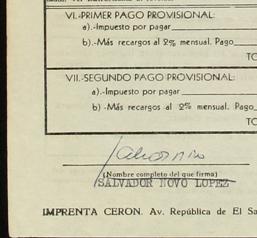 VI.-PRIMER PAGO PROVISIONAL:
a).-Impuesto por pagar
b).-Más recargos al 2% mensual. Pago
TO
VII.-SEGUNDO PAGO PROVISIONAL:
a).-Impuesto por pagar
b) -Más recargos al 2% mensual. Pago
TO
(Nombre completo del que firma)
SALVADOR NOVO LOPEZ
IMPRENTA CERON. Av. República de El Sa